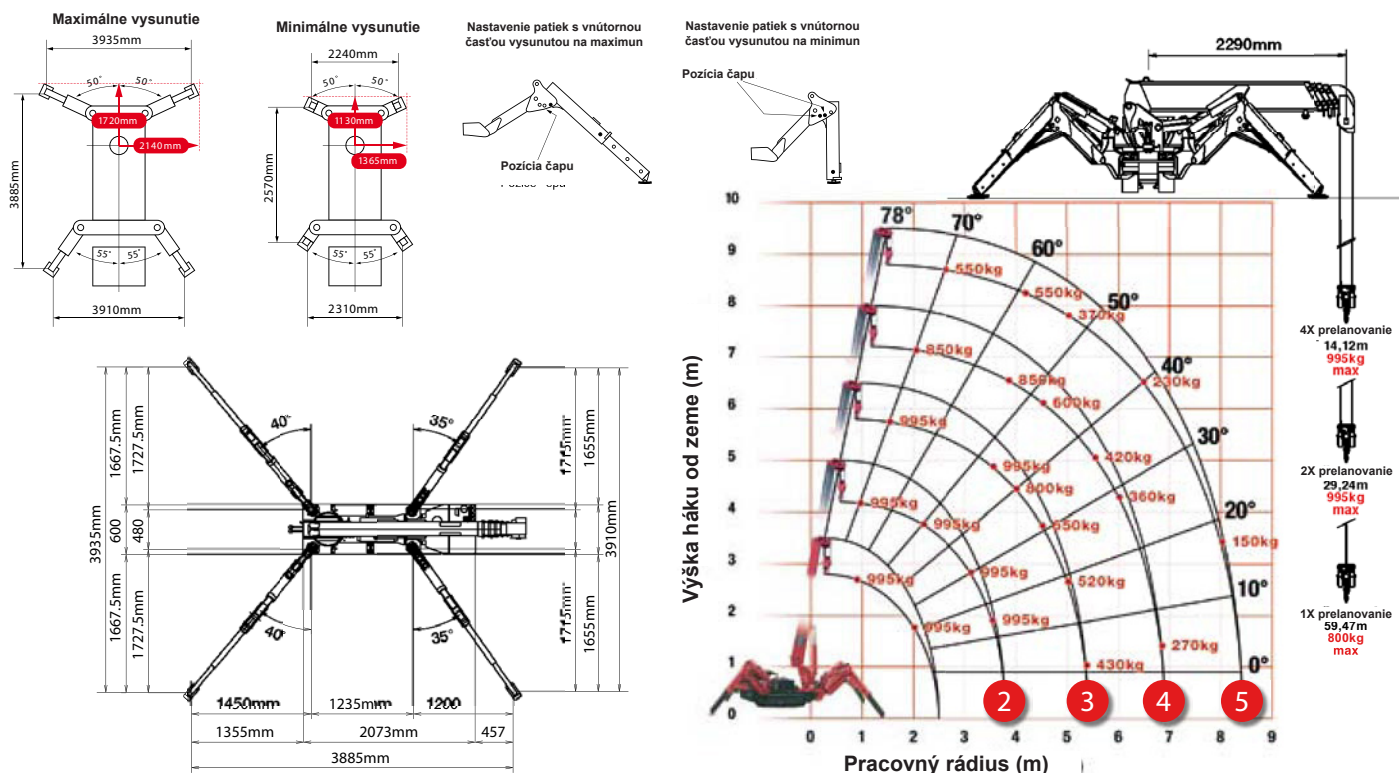 Maximálne vysunutie
3935mm
50°
50°
1720mm
2140mm
3885mm
55°
55°
3910mm
Minimálne vysunutie
2240mm
50°
50°
1130mm
1365mm
2570mm
55°
55°
2310mm
Nastavenie patiek s vnútornou
časťou vysunutou na maximun
Pozícia čapu
Nastavenie patiek s vnútornou
časťou vysunutou na minimun
Pozícia čapu
2290mm
4X prelanovanie
14,12m
995kg
max
2X prelanovanie
29,24m
995kg
max
1X prelanovanie
59,47m
800kg
max
3935mm
1667.5mm
1727.5mm
600
480
1667.5mm
1727.5mm
40°
35°
40°
35°
1715mm
1655mm
3910mm
1715mm
1655mm
1450mm
1235mm
1200
1355mm
2073mm
457
3885mm
Výška háku od zeme (m)
10
9
8
7
6
5
4
3
2
1
0
78°
70°
60°
50°
40°
30°
20°
10°
0°
550kg
550kg
370kg
230kg
150kg
850kg
850kg
600kg
420kg
360kg
270kg
995kg
995kg
800kg
550kg
520kg
430kg
995kg
995kg
995kg
995kg
995kg
995kg
2
3
4
5
0
1
2
3
4
5
6
7
8
9
Pracovný rádius (m)